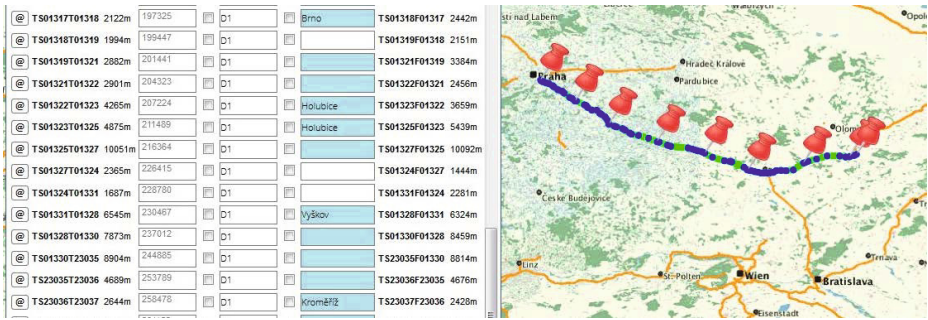 @ TS01317T01318 2122m 197325 D1 Brno TS01318F01317 2442m
@ TS01318T01319 1994m 199447 D1 TS01319F01318 2151m
@ TS01319T01321 2882m 201441 D1 TS01321F01319 3384m
@ TS01321T01322 2901m 204323 D1 TS01322F01321 2456m
@ TS01322T01323 4265m 207224 D1 Holubice TS01323F01322 3659m
@ TS01323T01325 4875m 211489 D1 Holubice TS01325F01323 5439m
@ TS01325T01327 10051m 216364 D1 TS01327F01325 10092m
@ TS01327T01324 2365m 226415 D1 TS01324F01327 1444m
@ TS01324T01331 1687m 228780 D1 TS01331F01324 2281m
@ TS01331T01328 6545m 230467 D1 Vyškov TS01328F01331 6324m
@ TS01328T01330 7873m 237012 D1 TS01330F01328 8459m
@ TS01330T23035 8904m 244885 D1 TS23035F01330 8814m
@ TS23035T23036 4689m 253789 D1 TS23036F23035 4676m
@ TS23036T23037 2644m 258478 D1 Kroměříž TS23037F23036 2428m
stí nad Labem
Opol
Hradec Králové
Praha
Pardubice
Olom
České Budějovice
Linz
St. Pölten
Wien
Trnava
Bratislava
Eisenstadt